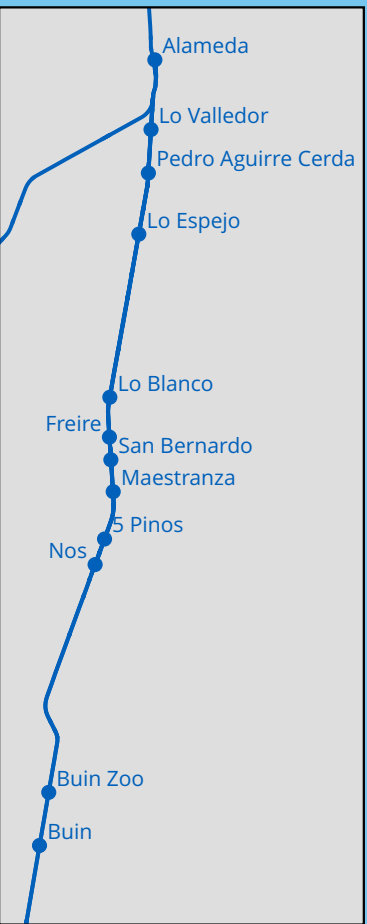 Alameda
Lo Valledor
Pedro Aguirre Cerda
Lo Espejo
Lo Blanco
Freire
San Bernardo
Maestranza
5 Pinos
Nos
Buin Zoo
Buin